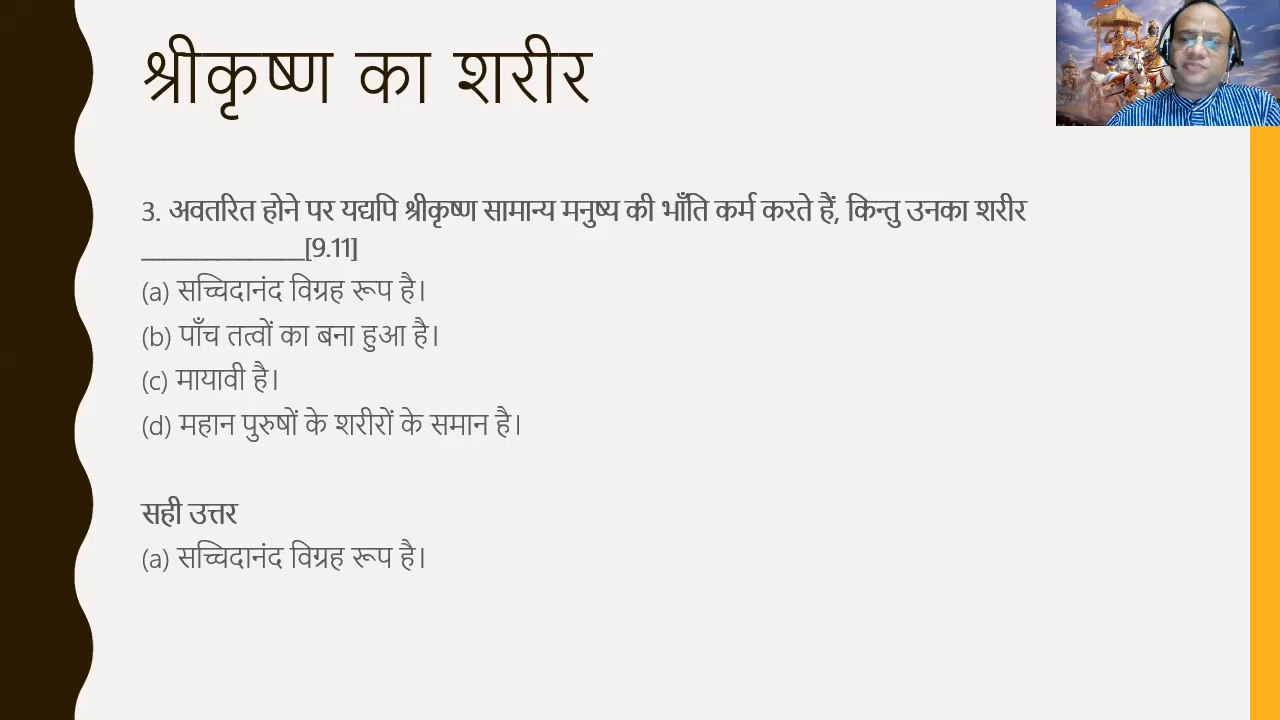 श्रीकृष्ण का शरीर
3. अवतरित होने पर यद्यपि श्रीकृष्ण सामान्य मनुष्य की भाँति कर्म करते हैं, किन्तु उनका शरीर
_______________[9.11]
(a) सच्चिदानंद विग्रह रूप है।
(b) पाँच तत्वों का बना हुआ है।
(c) मायावी है।
(d) महान पुरुषों के शरीरों के समान है।
सही उत्तर
(a) सच्चिदानंद विग्रह रूप है।